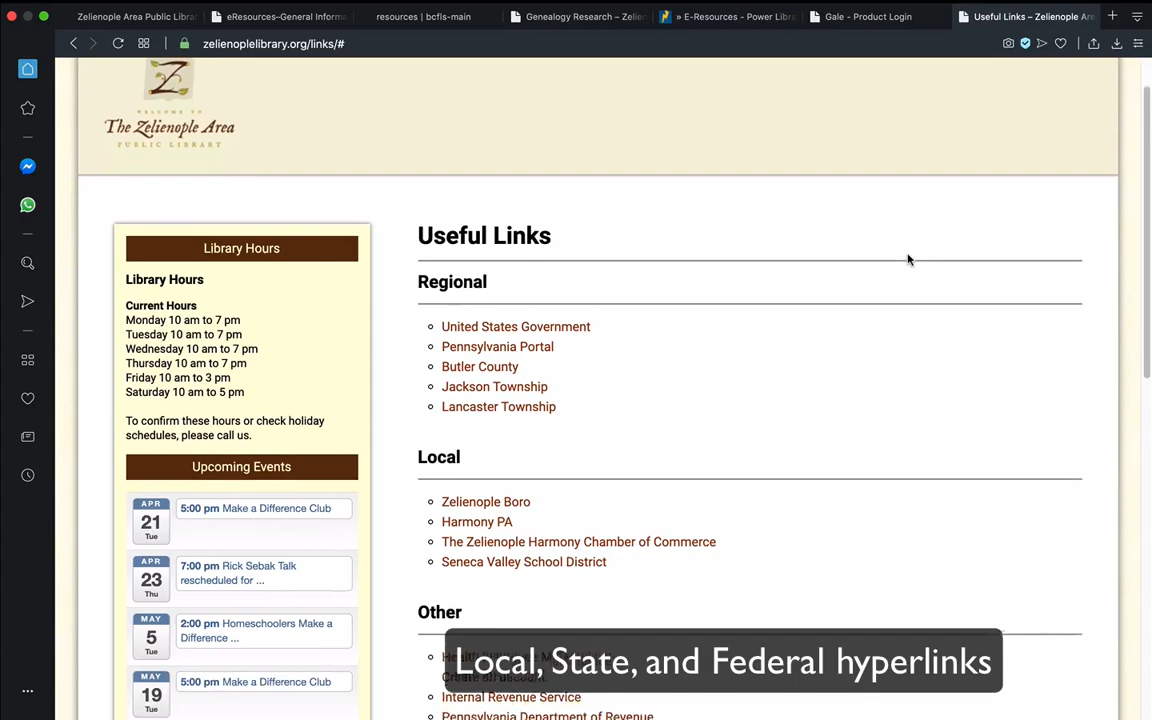 Zelienople Area Public Librar
eResources–General Informa
resources | bcfls-main
Genealogy Research – Zelien
» E-Resources - Power Libra
Gale - Product Login
Useful Links – Zelienople Are
zelienoplelibrary.org/links/#
Z
WELCOME TO
The Zelienople Area
PUBLIC LIBRARY
Library Hours
Library Hours
Current Hours
Monday 10 am to 7 pm
Tuesday 10 am to 7 pm
Wednesday 10 am to 7 pm
Thursday 10 am to 7 pm
Friday 10 am to 3 pm
Saturday 10 am to 5 pm
To confirm these hours or check holiday
schedules, please call us.
Upcoming Events
APR
21
Tue
5:00 pm Make a Difference Club
APR
23
Thu
7:00 pm Rick Sebak Talk
rescheduled for ...
MAY
5
2:00 pm Homeschoolers Make a
Difference ...
Tue
MAY
19
Tue
5:00 pm Make a Difference Club
Useful Links
Regional
United States Government
Pennsylvania Portal
Butler County
Jackson Township
Lancaster Township
Local
Zelienople Boro
Harmony PA
The Zelienople Harmony Chamber of Commerce
Seneca Valley School District
Other
Local, State, and Federal hyperlinks
Internal Revenue Service
Pennsylvania Department of Revenue